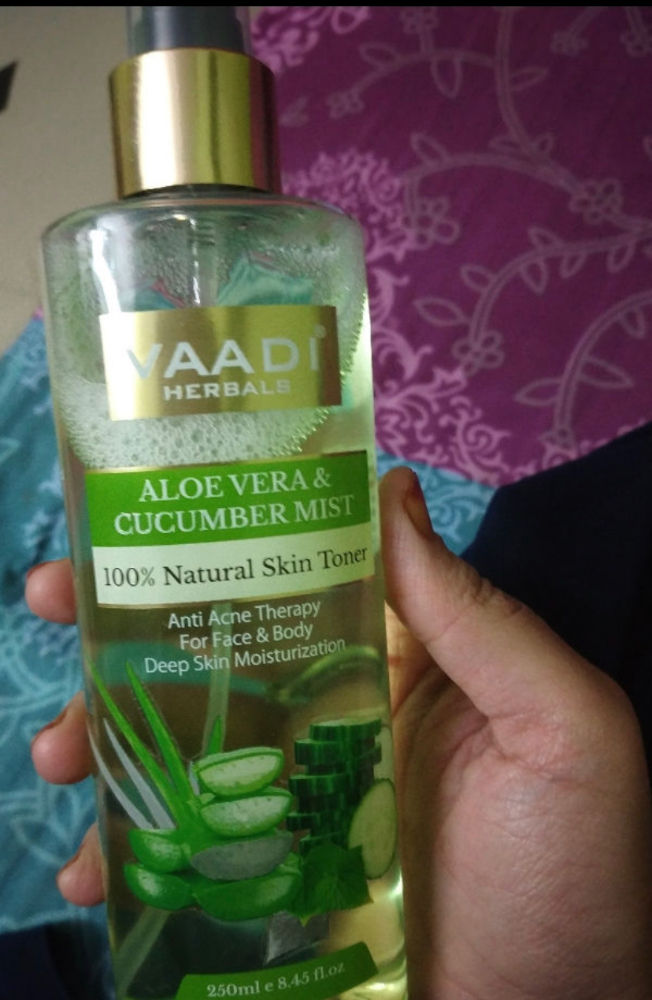 VAADI®
HERBALS
ALOE VERA &
CUCUMBER MIST
100% Natural Skin Toner
Anti Acne Therapy
For Face & Body
Deep Skin Moisturization
250ml e 8.45 fl.oz